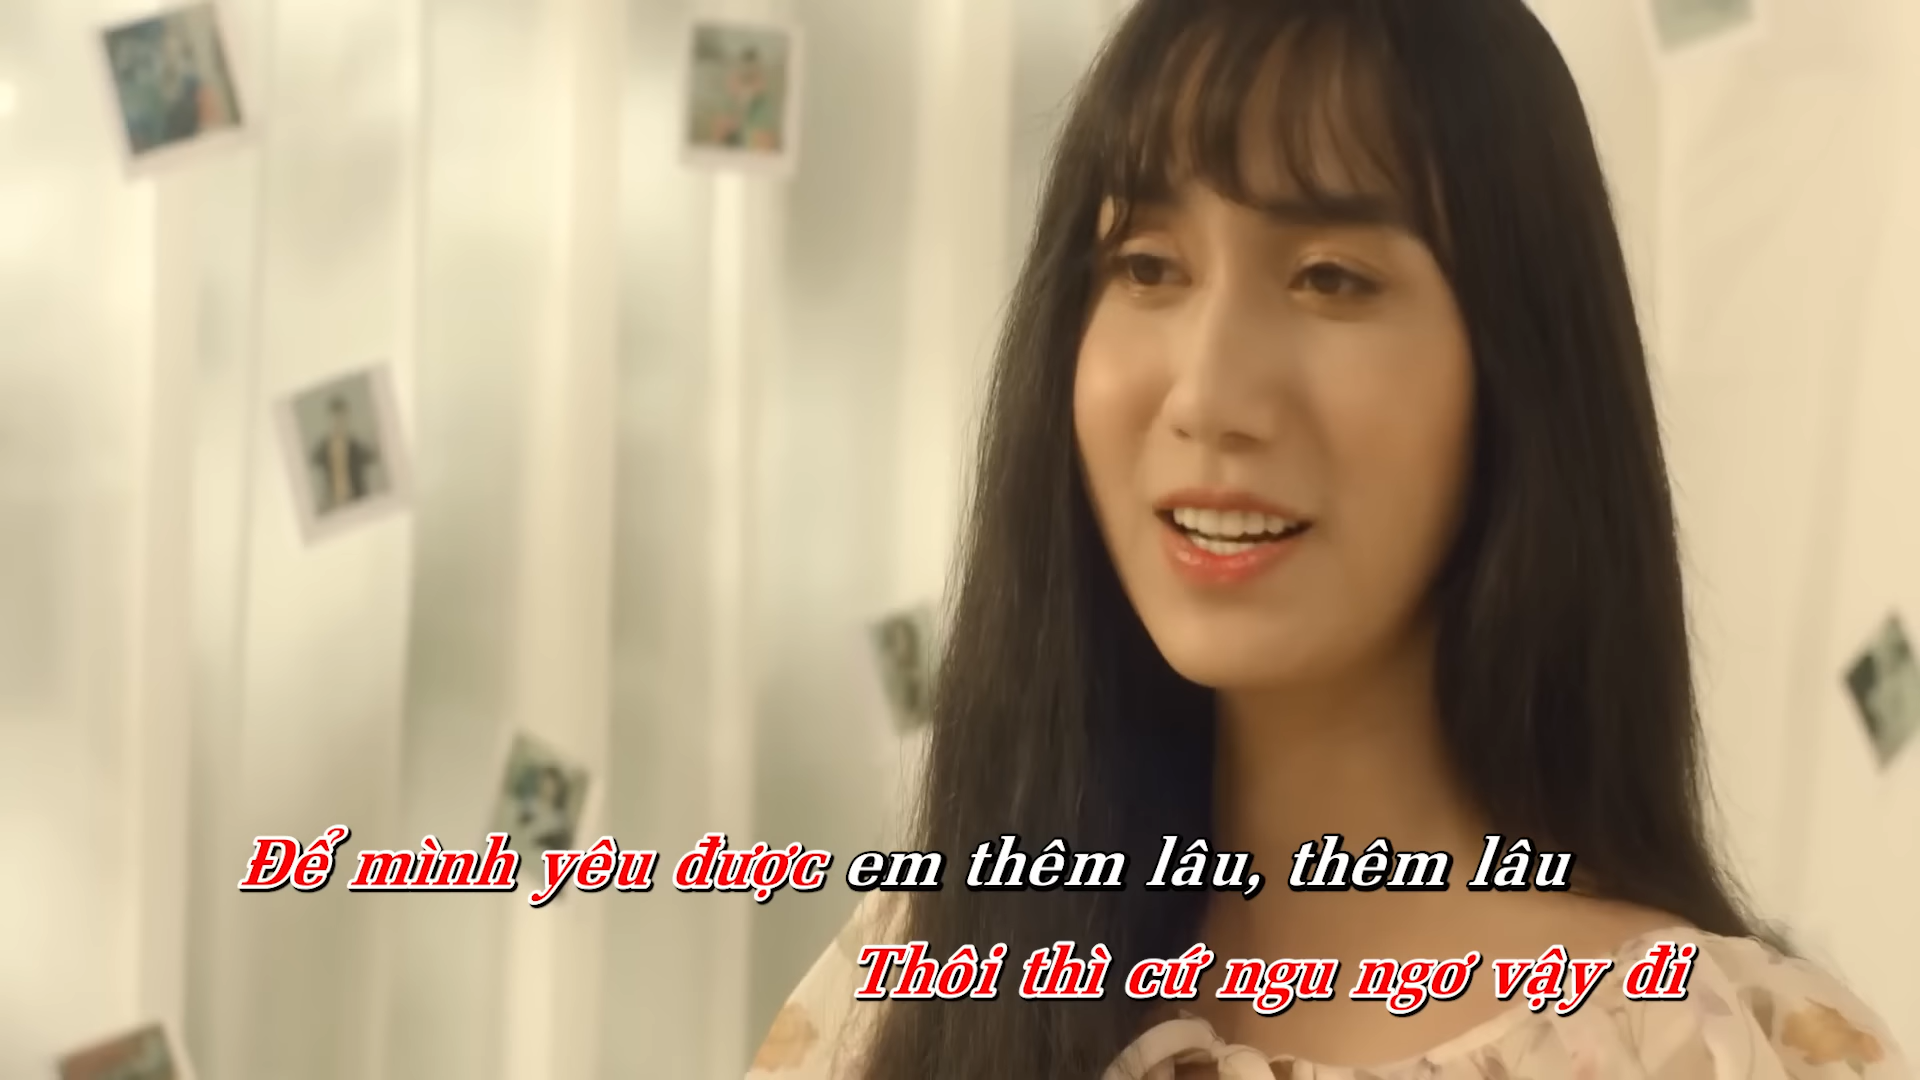 Để mình yêu được em thêm lâu, thêm lâu
Thôi thì cứ ngu ngơ vậy đi